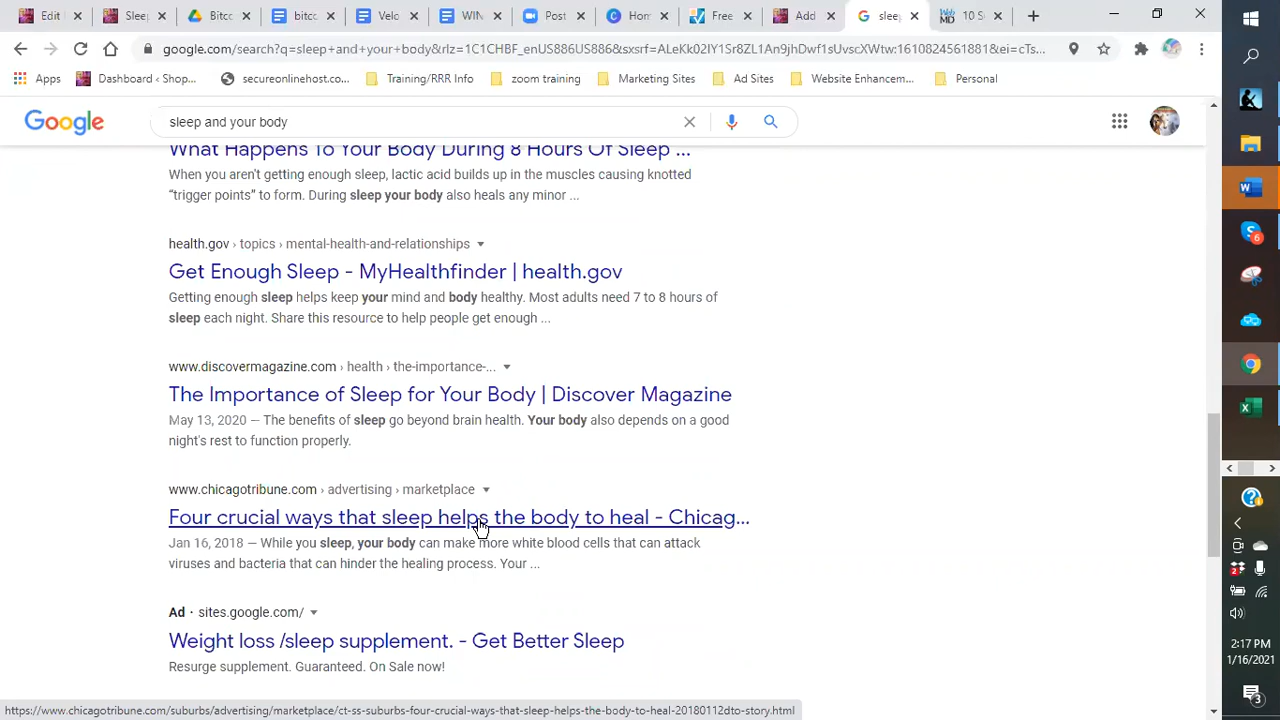 Edit
Sleep
Bitco
bitco
Velo
WIN
Post
Hom
Free
Add
sleep
10 S
google.com/search?q=sleep+and+your+body&rlz=1C1CHBF_enUS886US886&sxsrf=ALeKk02IY1Sr8ZL1An9jhDwf1sUvscXWtw:1610824561881&ei=cTs...
Apps
Dashboard ‹ Shop...
secureonlinehost.co...
Training/RRR Info
zoom training
Marketing Sites
Ad Sites
Website Enhancem...
Personal
Google
sleep and your body
What Happens To Your Body During 8 Hours Of Sleep ...
When you aren't getting enough sleep, lactic acid builds up in the muscles causing knotted
“trigger points” to form. During sleep your body also heals any minor ...
health.gov › topics › mental-health-and-relationships
Get Enough Sleep - MyHealthfinder | health.gov
Getting enough sleep helps keep your mind and body healthy. Most adults need 7 to 8 hours of
sleep each night. Share this resource to help people get enough ...
www.discovermagazine.com › health › the-importance-...
The Importance of Sleep for Your Body | Discover Magazine
May 13, 2020 — The benefits of sleep go beyond brain health. Your body also depends on a good
night's rest to function properly.
www.chicagotribune.com › advertising › marketplace
Four crucial ways that sleep helps the body to heal - Chicag...
Jan 16, 2018 — While you sleep, your body can make more white blood cells that can attack
viruses and bacteria that can hinder the healing process. Your ...
Ad · sites.google.com/
Weight loss /sleep supplement. - Get Better Sleep
Resurge supplement. Guaranteed. On Sale now!
https://www.chicagotribune.com/suburbs/advertising/marketplace/ct-ss-suburbs-four-crucial-ways-that-sleep-helps-the-body-to-heal-20180112dto-story.html
2:17 PM
1/16/2021